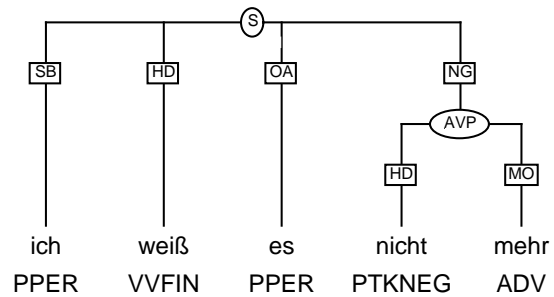 S
SB HD OA NG
AVP
HD MO
ich weiß es nicht mehr
PPER VVFIN PPER PTKNEG ADV